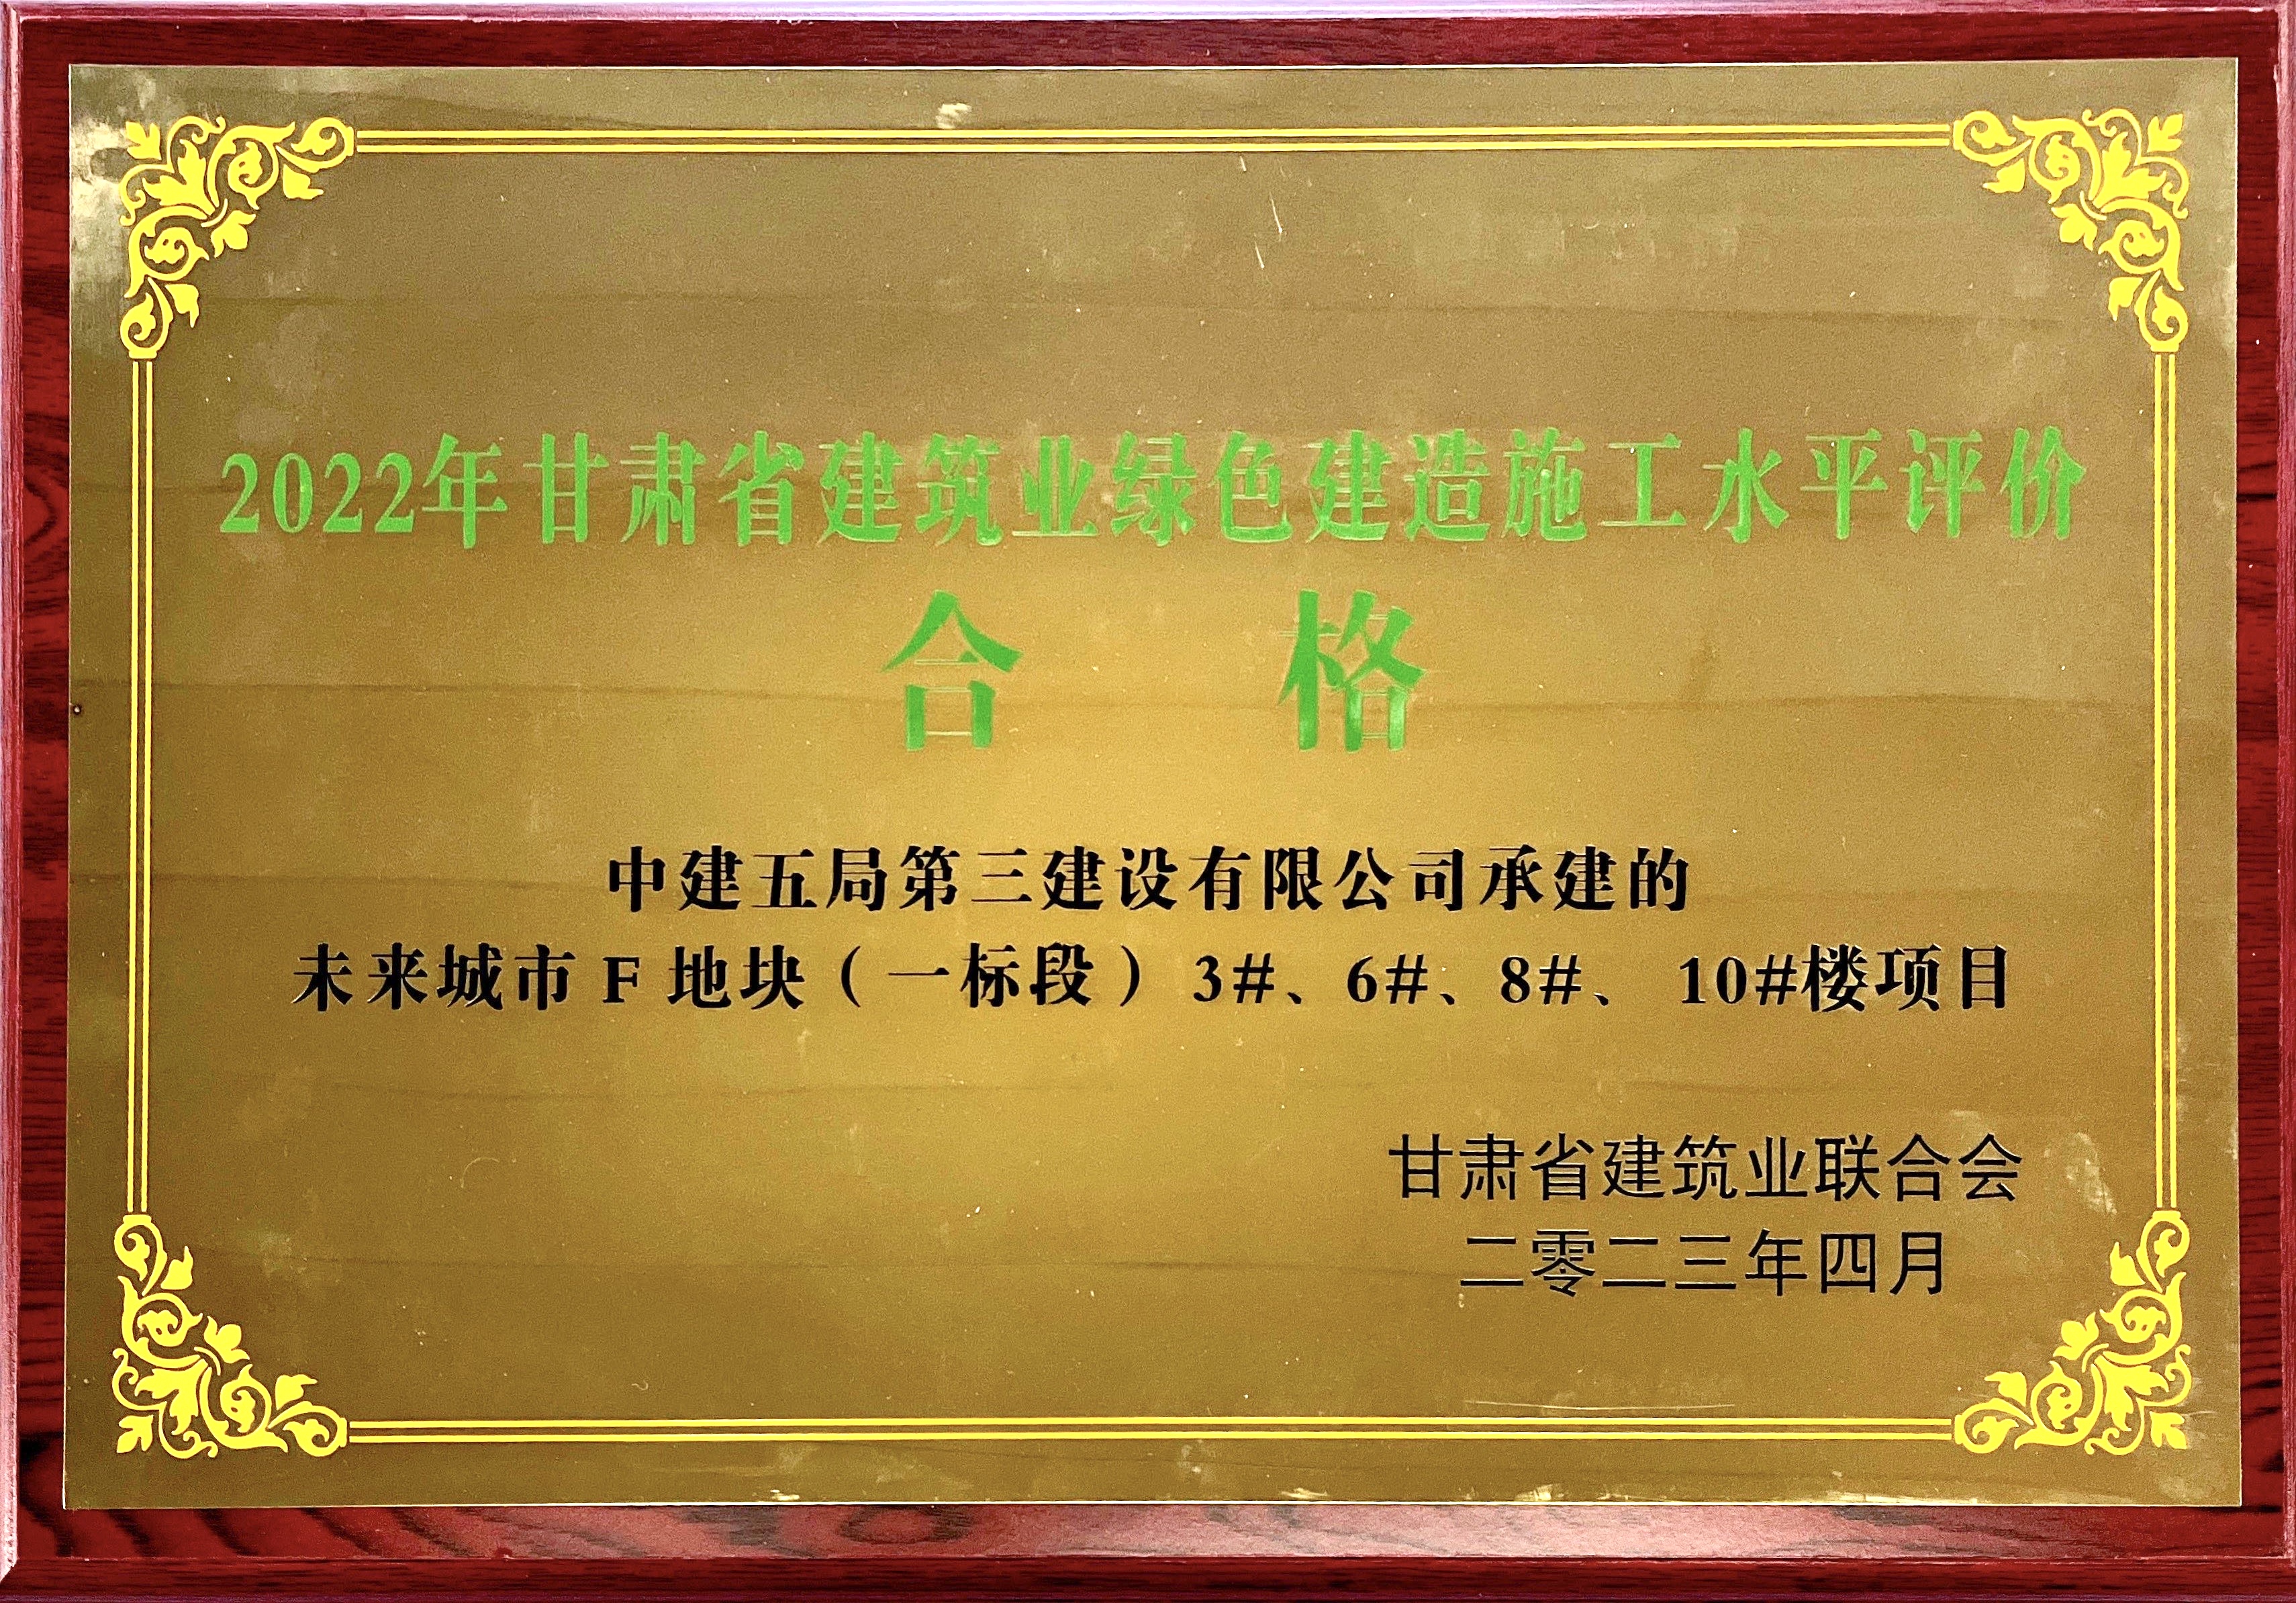 2022年甘肃省建筑业绿色建造施工水平评价
合 格
中建五局第三建设有限公司承建的
未来城市 F 地块（一标段）3#、6#、8#、10#楼项目
甘肃省建筑业联合会
二零二三年四月